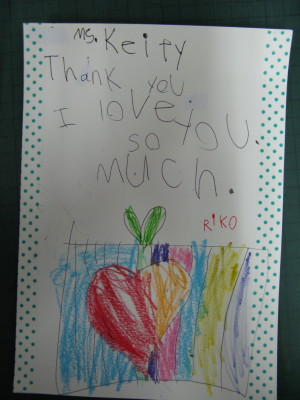 Ms. Keity
Thank you
I love you.
so
much.
RIKO